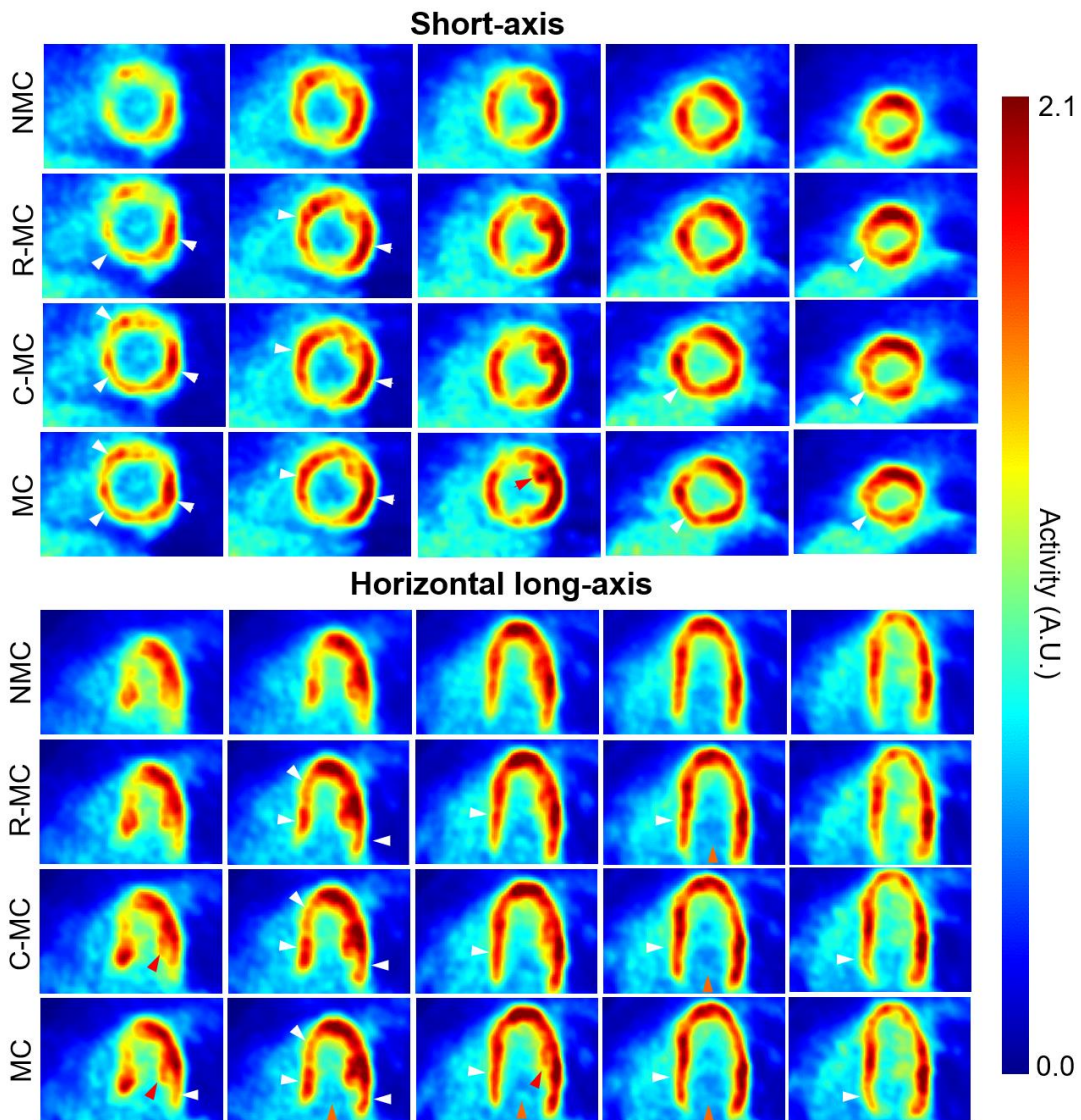 Short-axis
NMC
R-MC
C-MC
MC
2.1
Activity (A.U.)
0.0
Horizontal long-axis
NMC
R-MC
C-MC
MC